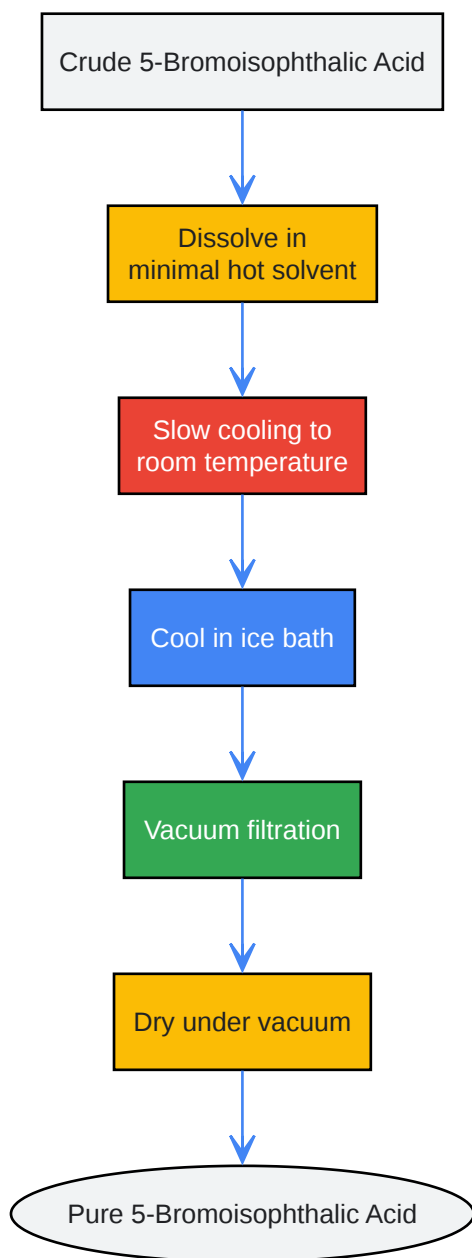 Crude 5-Bromoisophthalic Acid
Dissolve in
minimal hot solvent
Slow cooling to
room temperature
Cool in ice bath
Vacuum filtration
Dry under vacuum
Pure 5-Bromoisophthalic Acid